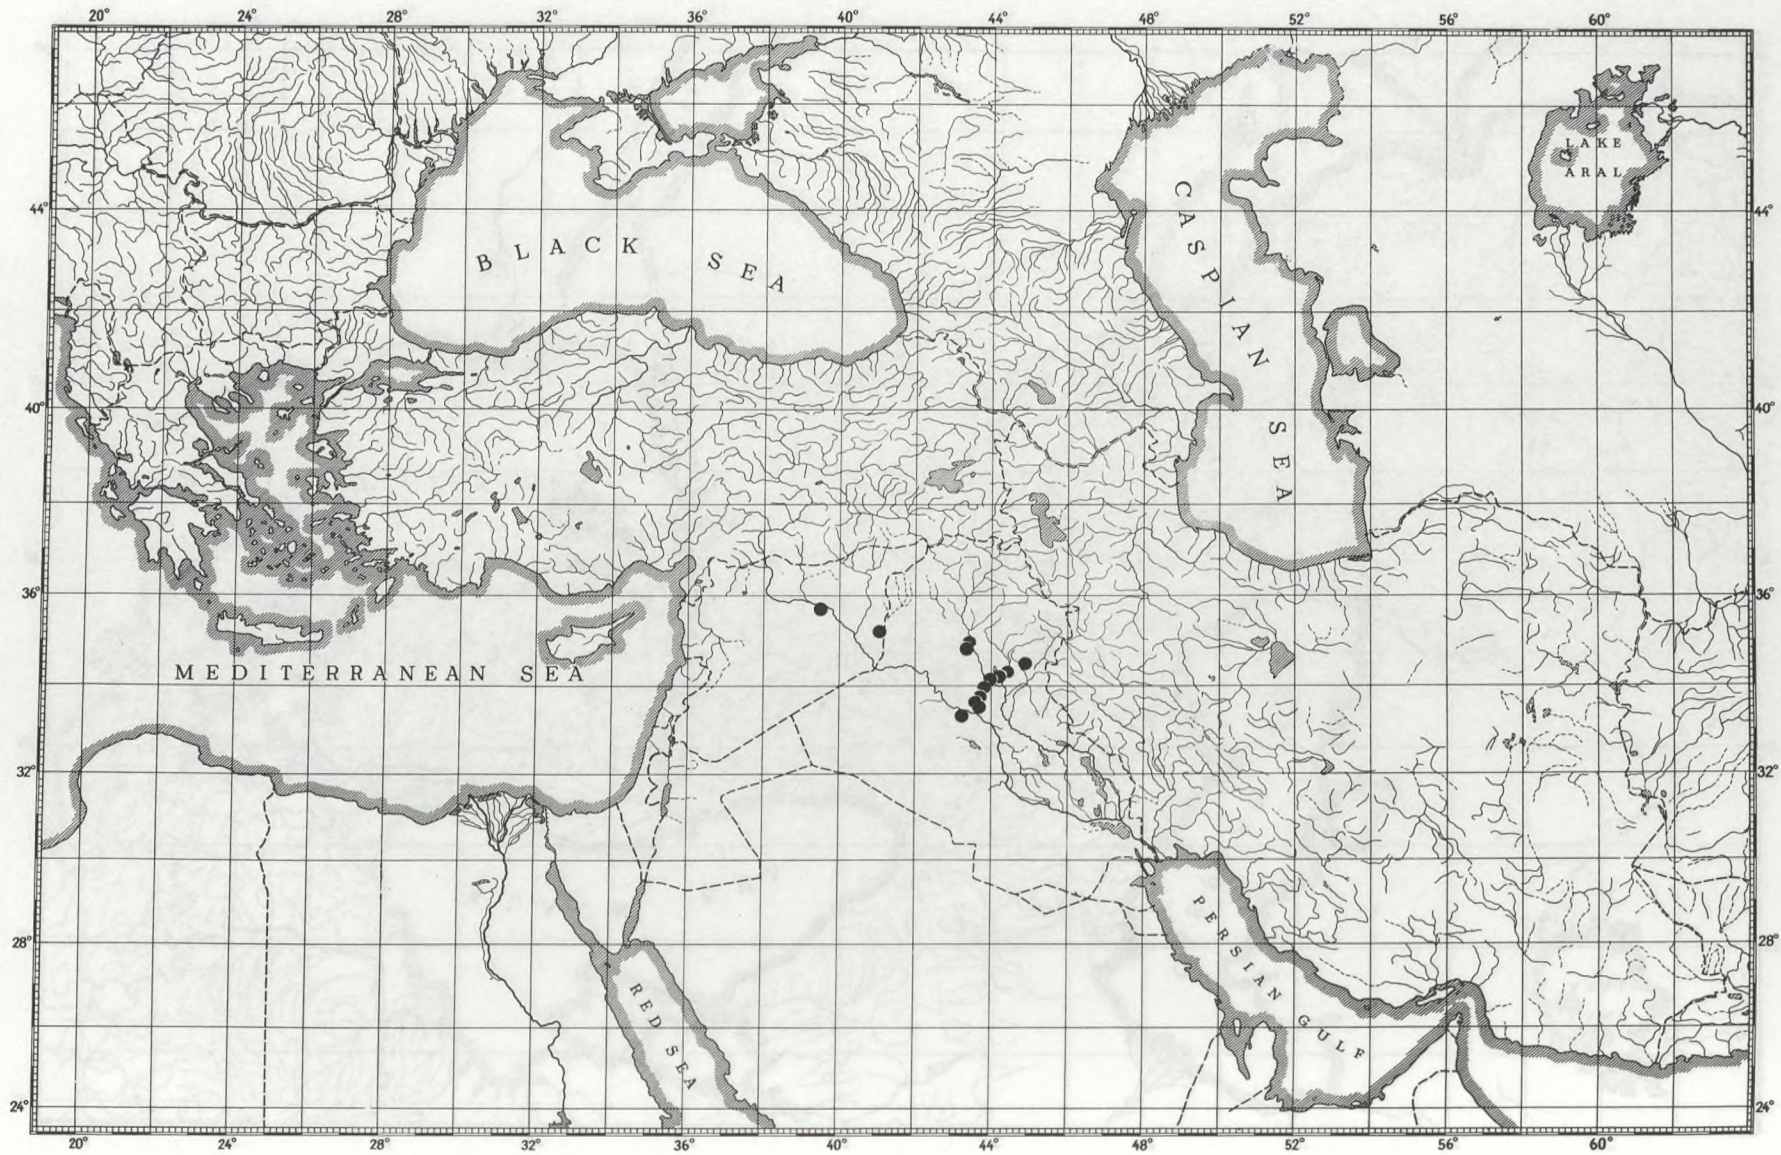 20° 24° 28° 32° 36° 40° 44° 48° 52° 56° 60°
LAKE
ARAL
44° 44°
BLACK SEA
CASPIAN SEA
40° 40°
36° 36°
MEDITERRANEAN SEA
32° 32°
PERSIAN GULF
28° 28°
RED SEA
24° 24°
20° 24° 28° 32° 36° 40° 44° 48° 52° 56° 60°